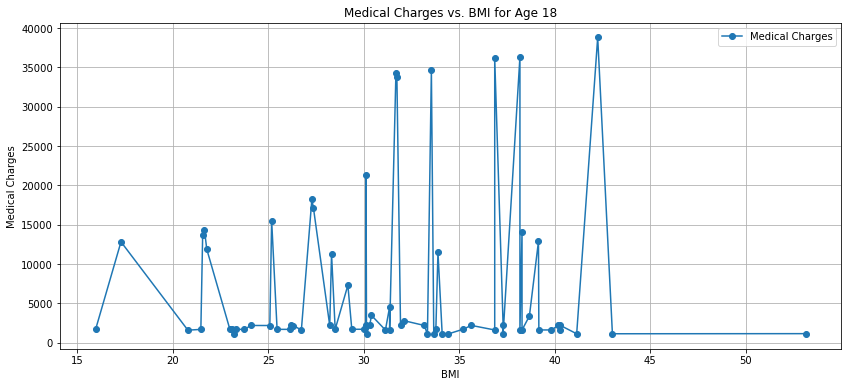 Medical Charges vs. BMI for Age 18
Medical Charges
40000
35000
30000
25000
20000
15000
10000
5000
0
Medical Charges
15 20 25 30 35 40 45 50
BMI